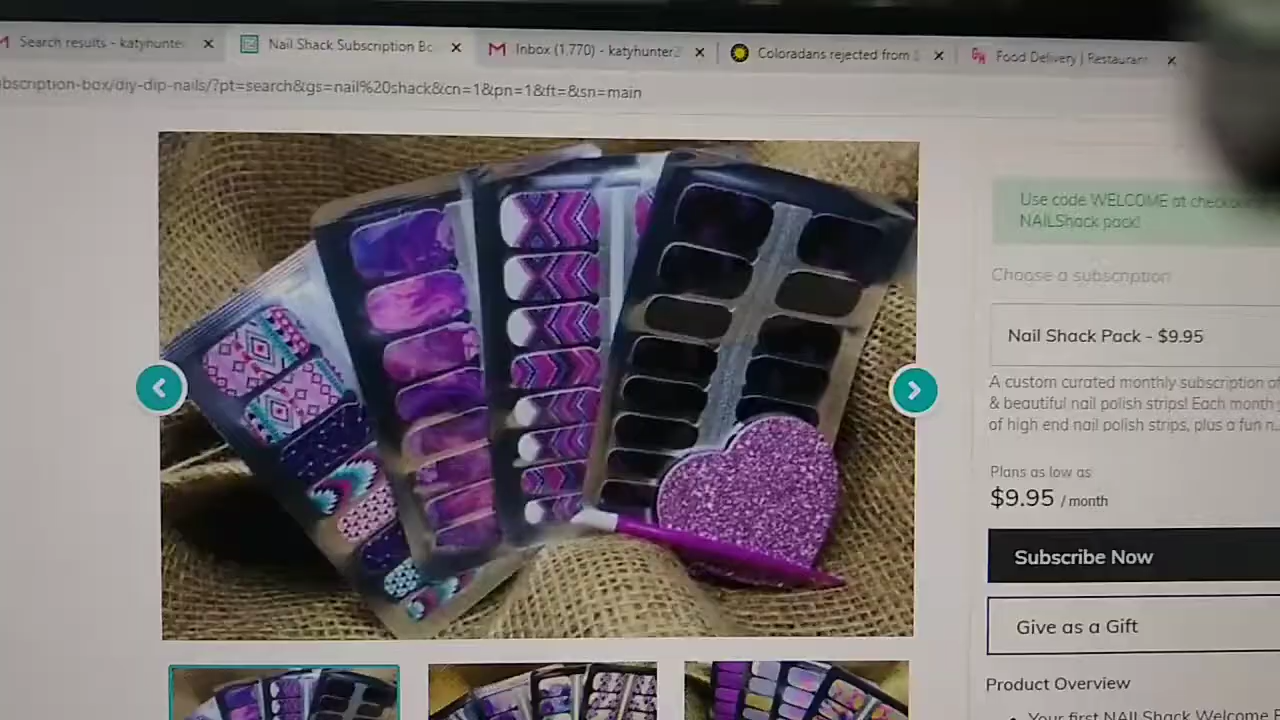 Search results - katyhunter
Nail Shack Subscription Bo
Inbox (1,770) - katyhunter2
Coloradans rejected from
Food Delivery | Restauran
bscription-box/diy-dip-nails/?pt=search&gs=nail%20shack&cn=1&pn=1&ft=&sn=main
Use code WELCOME at checkout
NAILShack pack!
Choose a subscription
Nail Shack Pack - $9.95
A custom curated monthly subscription of
& beautiful nail polish strips! Each month
of high end nail polish strips, plus a fun n...
Plans as low as
$9.95 / month
Subscribe Now
Give as a Gift
Product Overview
Your first NAIL Shack Welcome